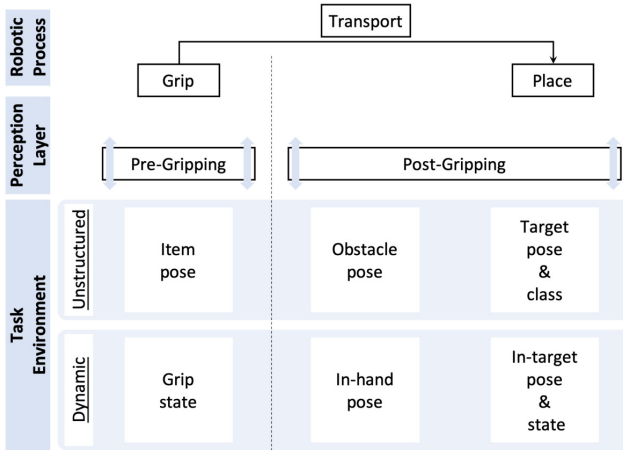 Robotic
Process
Transport
Grip
Place
Perception
Layer
Pre-Gripping
Post-Gripping
Task
Environment
Unstructured
Item
pose
Obstacle
pose
Target
pose
&
class
Dynamic
Grip
state
In-hand
pose
In-target
pose
&
state